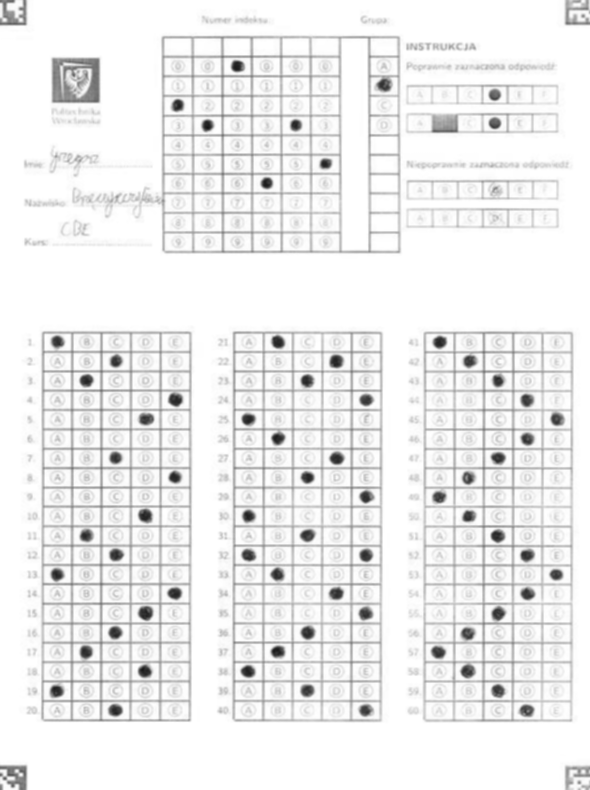 Numer indeksu: Grupa:
INSTRUKCJA
Poprawnie zaznaczona odpowiedź:
0 0 0 0 0 A
1 1 1 1 1 1
2 2 2 2 2 C
3 3 3 3 D
4 4 4 4 4 4
5 5 5 5 5
6 6 6 6 6
7 7 7 7 7 7
8 8 8 8 8 8
9 9 9 9 9 9
A B C E F
A C E F
Politechnika
Wrocławska
Niepoprawnie zaznaczona odpowiedź:
A B C E F
A B C D E F
Imię: Grzegorz
Nazwisko:
Kurs: CDE
1. B C D E
2. A B D E
3. A C D E
4. A B C D
5. A B C E
6. A B C D E
7. A B D E
8. A B C D
9. A B C D E
10. A B C E
11. A C D E
12. A B D E
13. B C D E
14. A B C D
15. A B C E
16. A B D E
17. A C D E
18. A B C E
19. B C D E
20. A B D E
21. A C D E
22. A B C E
23. A B D E
24. A B C D
25. B C D E
26. A C D E
27. A B C E
28. A B D E
29. A B C D
30. B C D E
31. A B D E
32. B C D
33. A C D E
34. A B C E
35. A B C D
36. A B D E
37. A C D E
38. B C D E
39. A B D E
40. A B C D
41. B C D E
42. A C D E
43. A B D E
44. A B C E
45. A B C D
46. A B C E
47. A B D E
48. A C D E
49. B C D E
50. A C D E
51. A B D E
52. A B C E
53. A B C D
54. A B C E
55. A B D E
56. A C D E
57. B C D E
58. A C D E
59. A B D E
60. A B C E